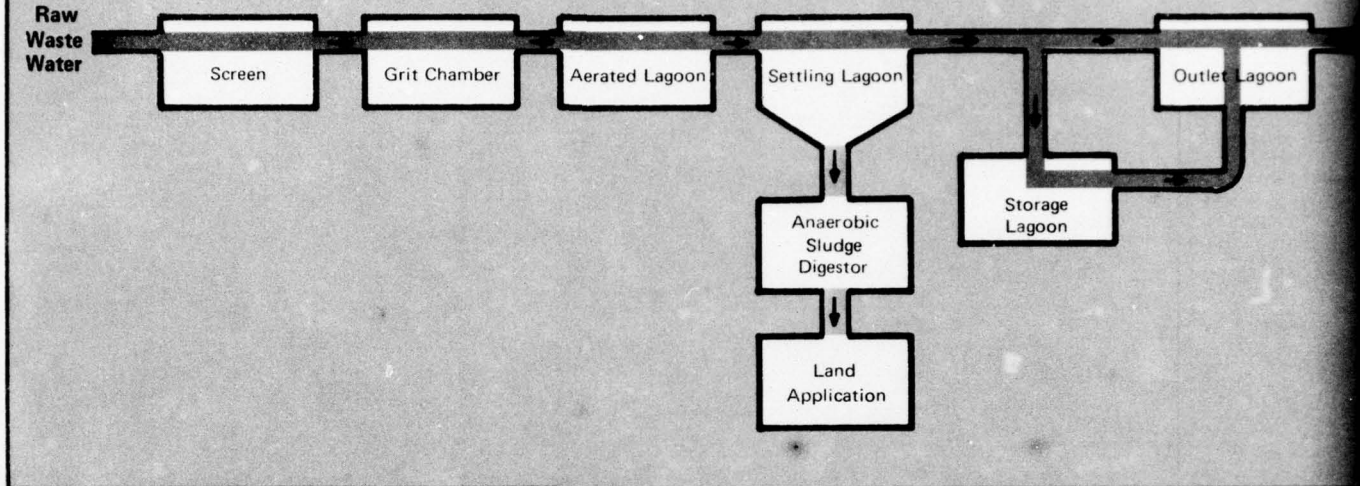 Raw
Waste
Water
Screen
Grit Chamber
Aerated Lagoon
Settling Lagoon
Outlet Lagoon
Storage
Lagoon
Anaerobic
Sludge
Digestor
Land
Application